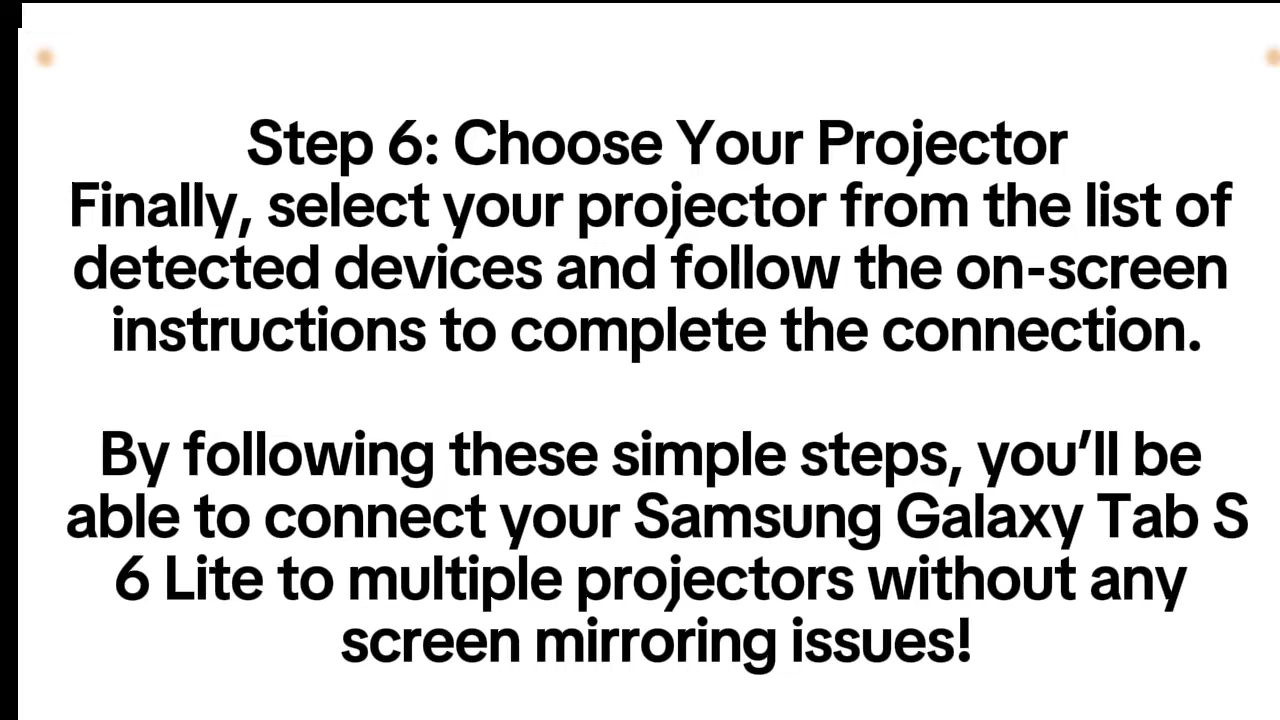 Step 6: Choose Your Projector
Finally, select your projector from the list of
detected devices and follow the on-screen
instructions to complete the connection.
By following these simple steps, you’ll be
able to connect your Samsung Galaxy Tab S
6 Lite to multiple projectors without any
screen mirroring issues!